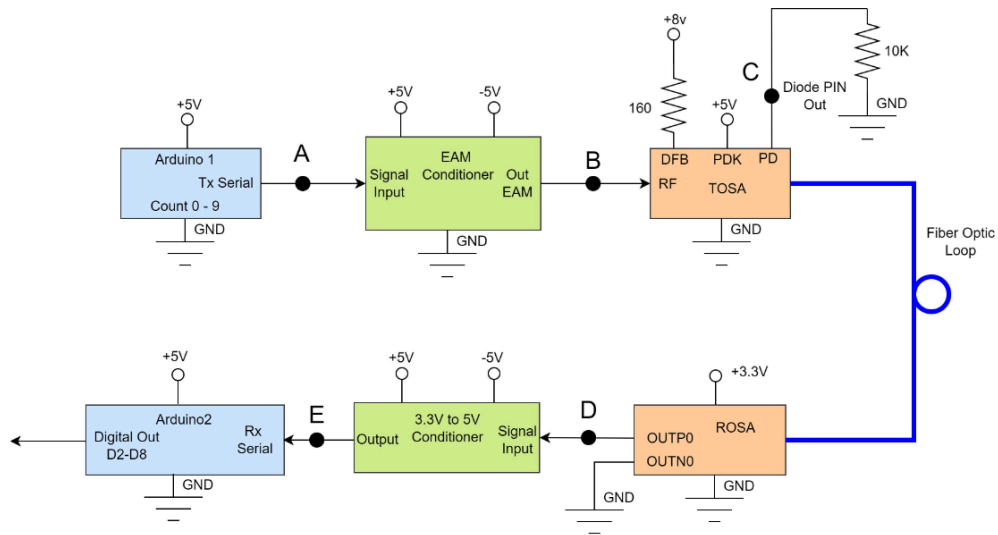 +8v
10K
C
Diode PIN
Out
160
GND
+5V
+5V
-5V
+5V
A
B
Arduino 1
Tx Serial
Count 0 - 9
GND
EAM
Conditioner
Signal
Input
Out
EAM
GND
DFB
PDK
PD
RF
TOSA
GND
Fiber Optic
Loop
+5V
+5V
-5V
+3.3V
E
D
Arduino2
Digital Out
D2-D8
Rx
Serial
GND
3.3V to 5V
Conditioner
Output
Signal
Input
ROSA
OUTP0
OUTN0
GND
GND